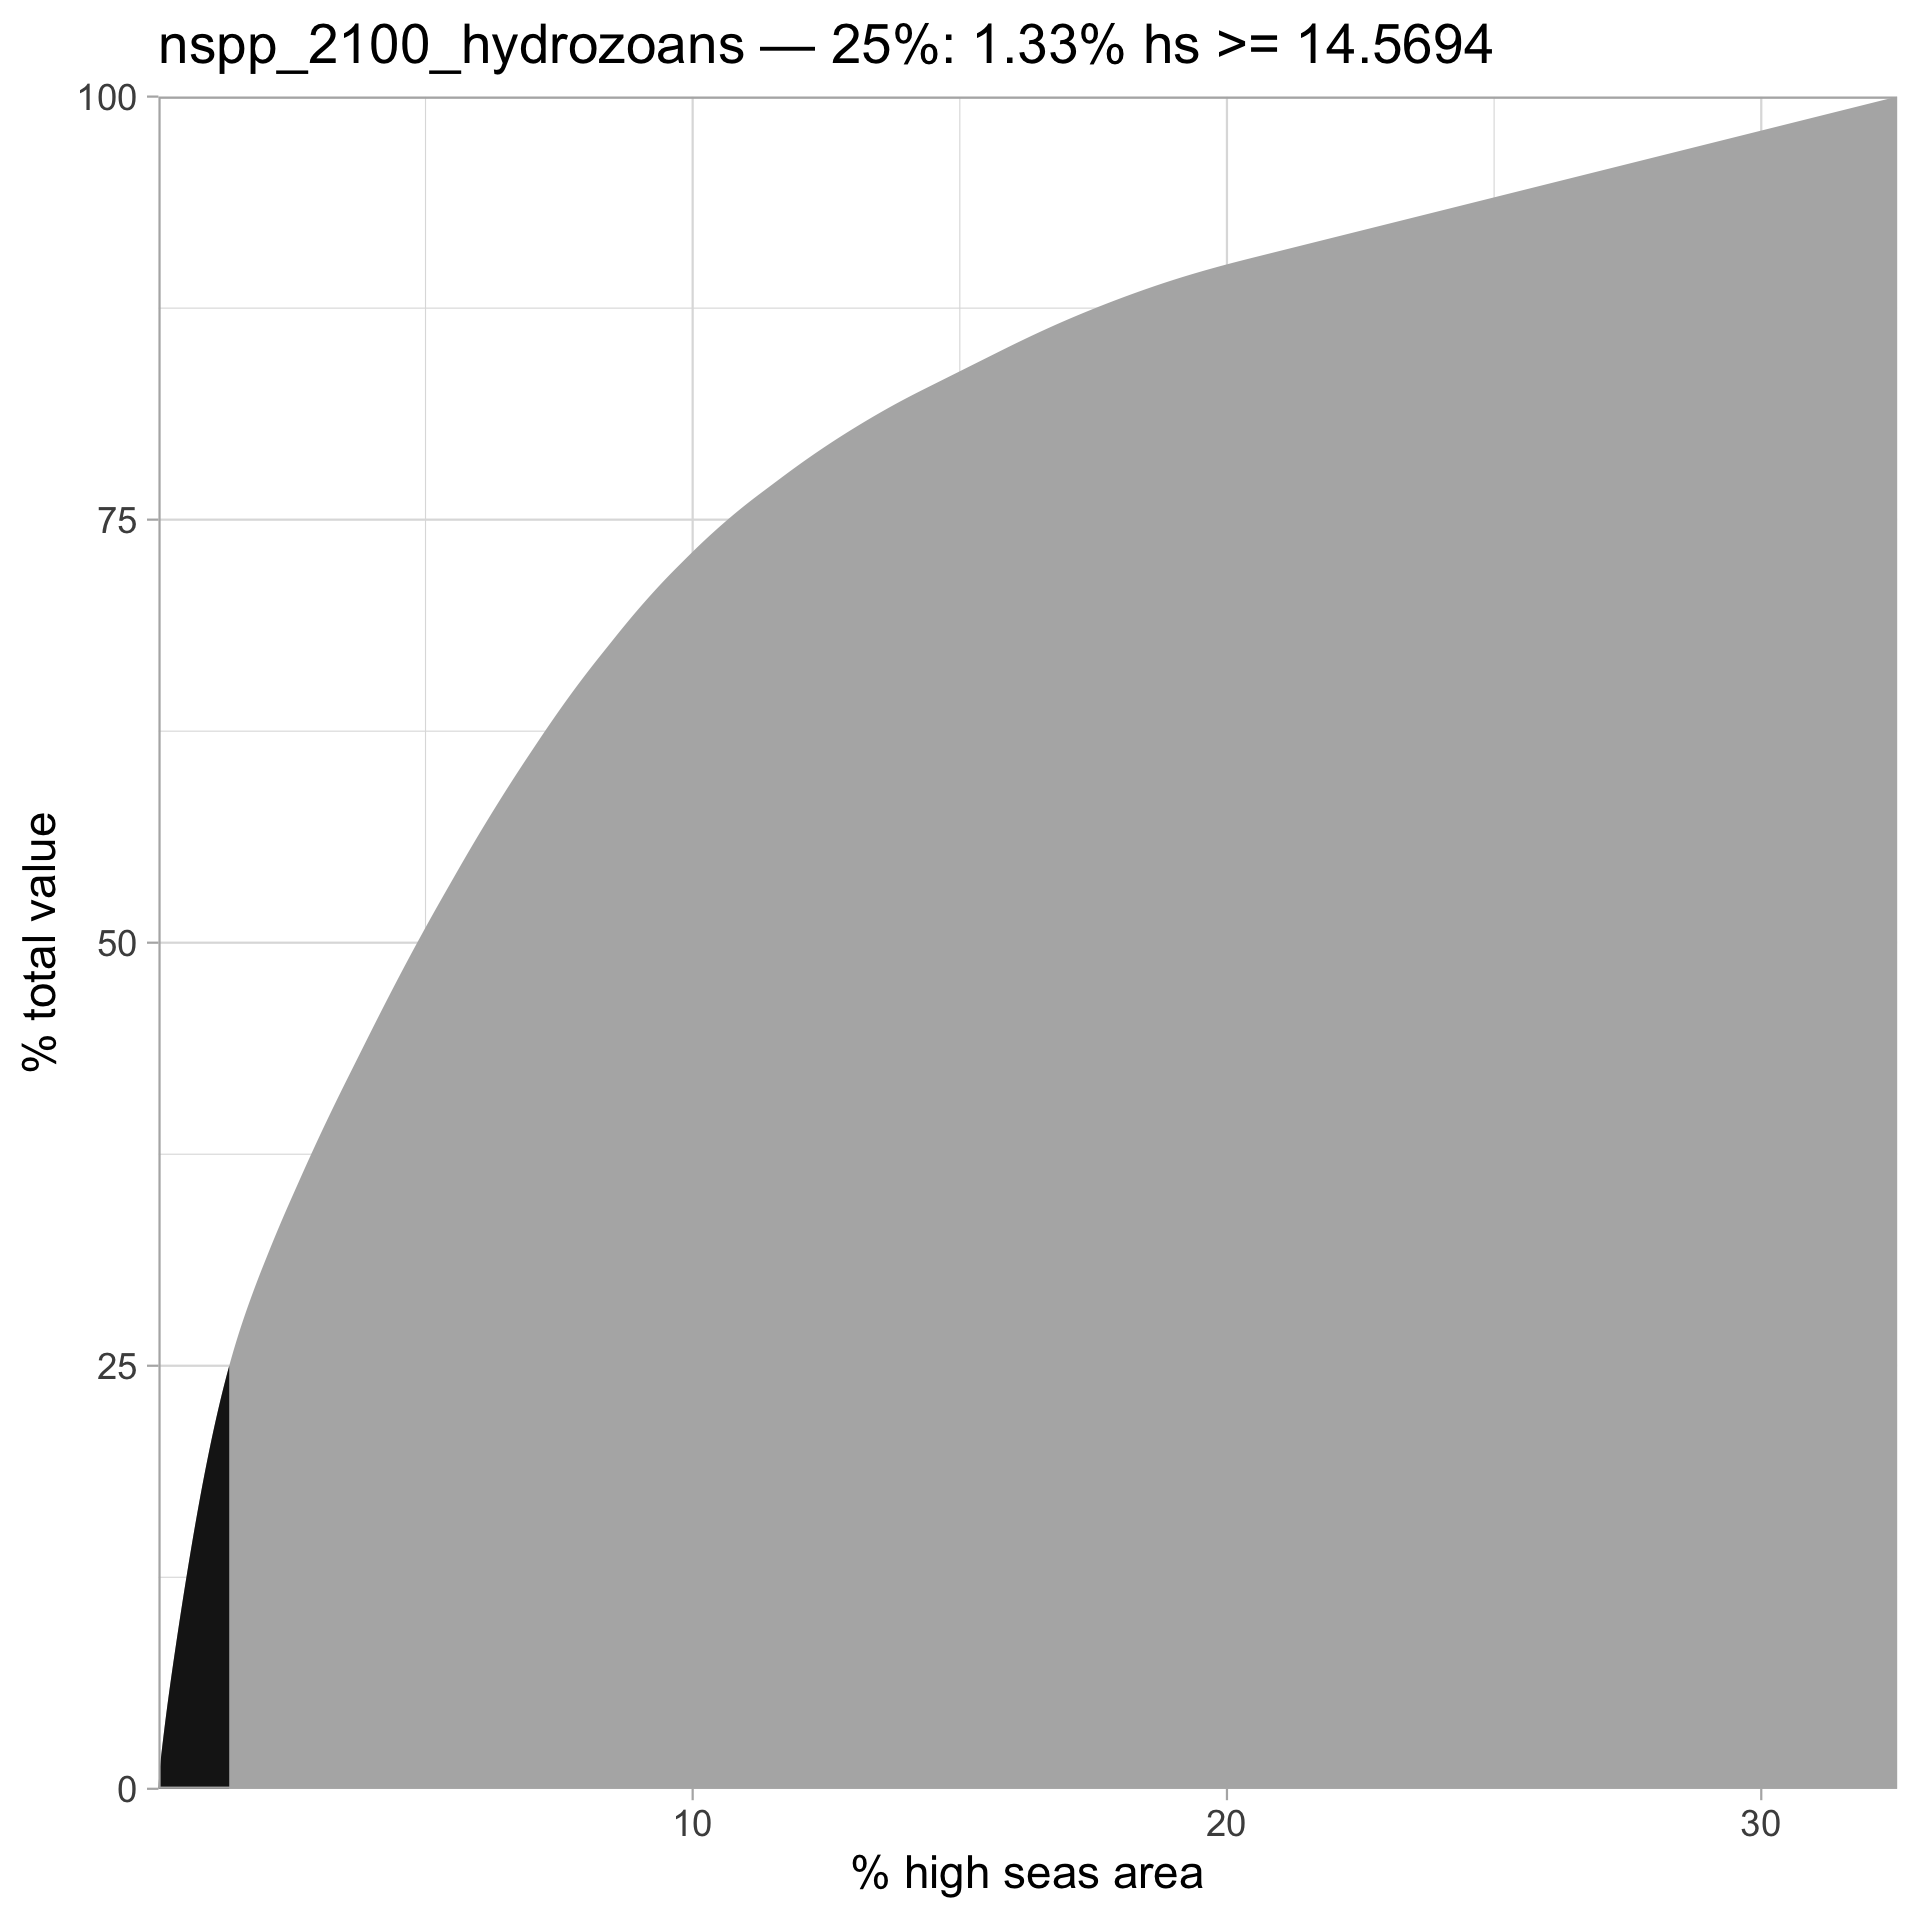 nspp_2100_hydrozoans — 25%: 1.33% hs >= 14.5694
100
75
50
25
0
% total value
10 20 30
% high seas area